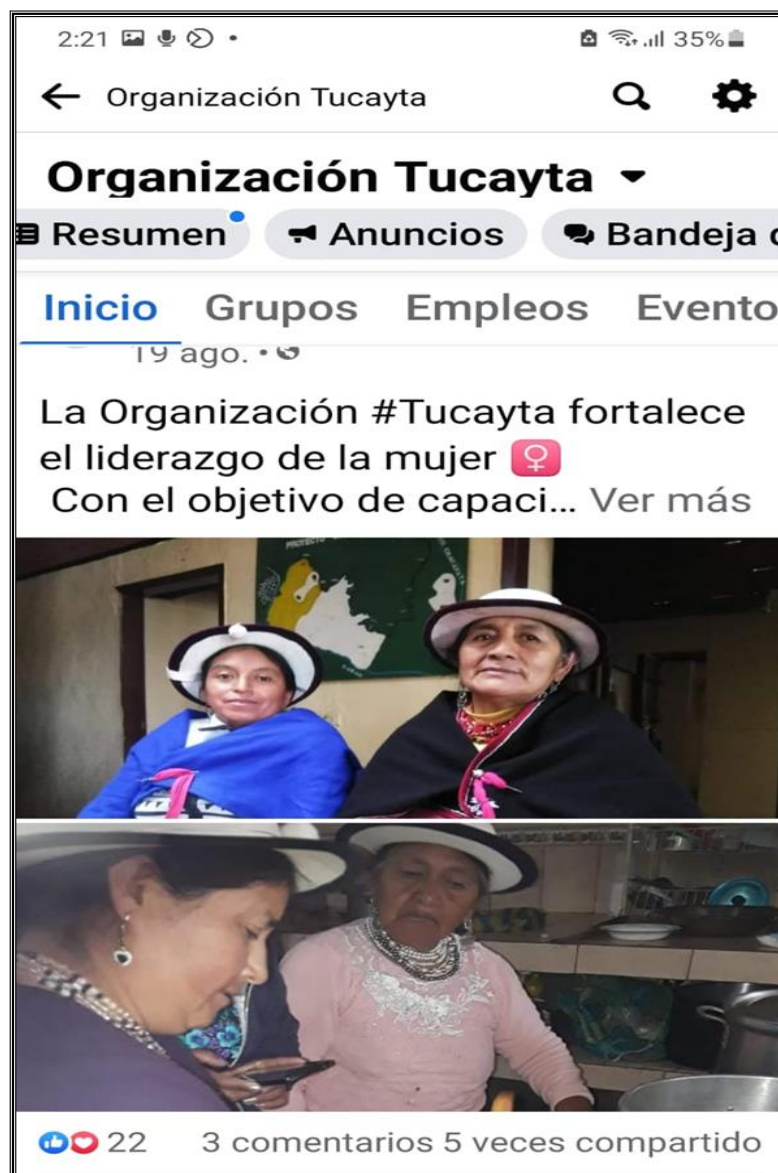 2:21
35%
Organización Tucayta
Organización Tucayta
Resumen
Anuncios
Bandeja
Inicio
Grupos
Empleos
Evento
19 ago.
La Organización #Tucayta fortalece
el liderazgo de la mujer
Con el objetivo de capaci... Ver más
PROYECTO
22
3 comentarios 5 veces compartido